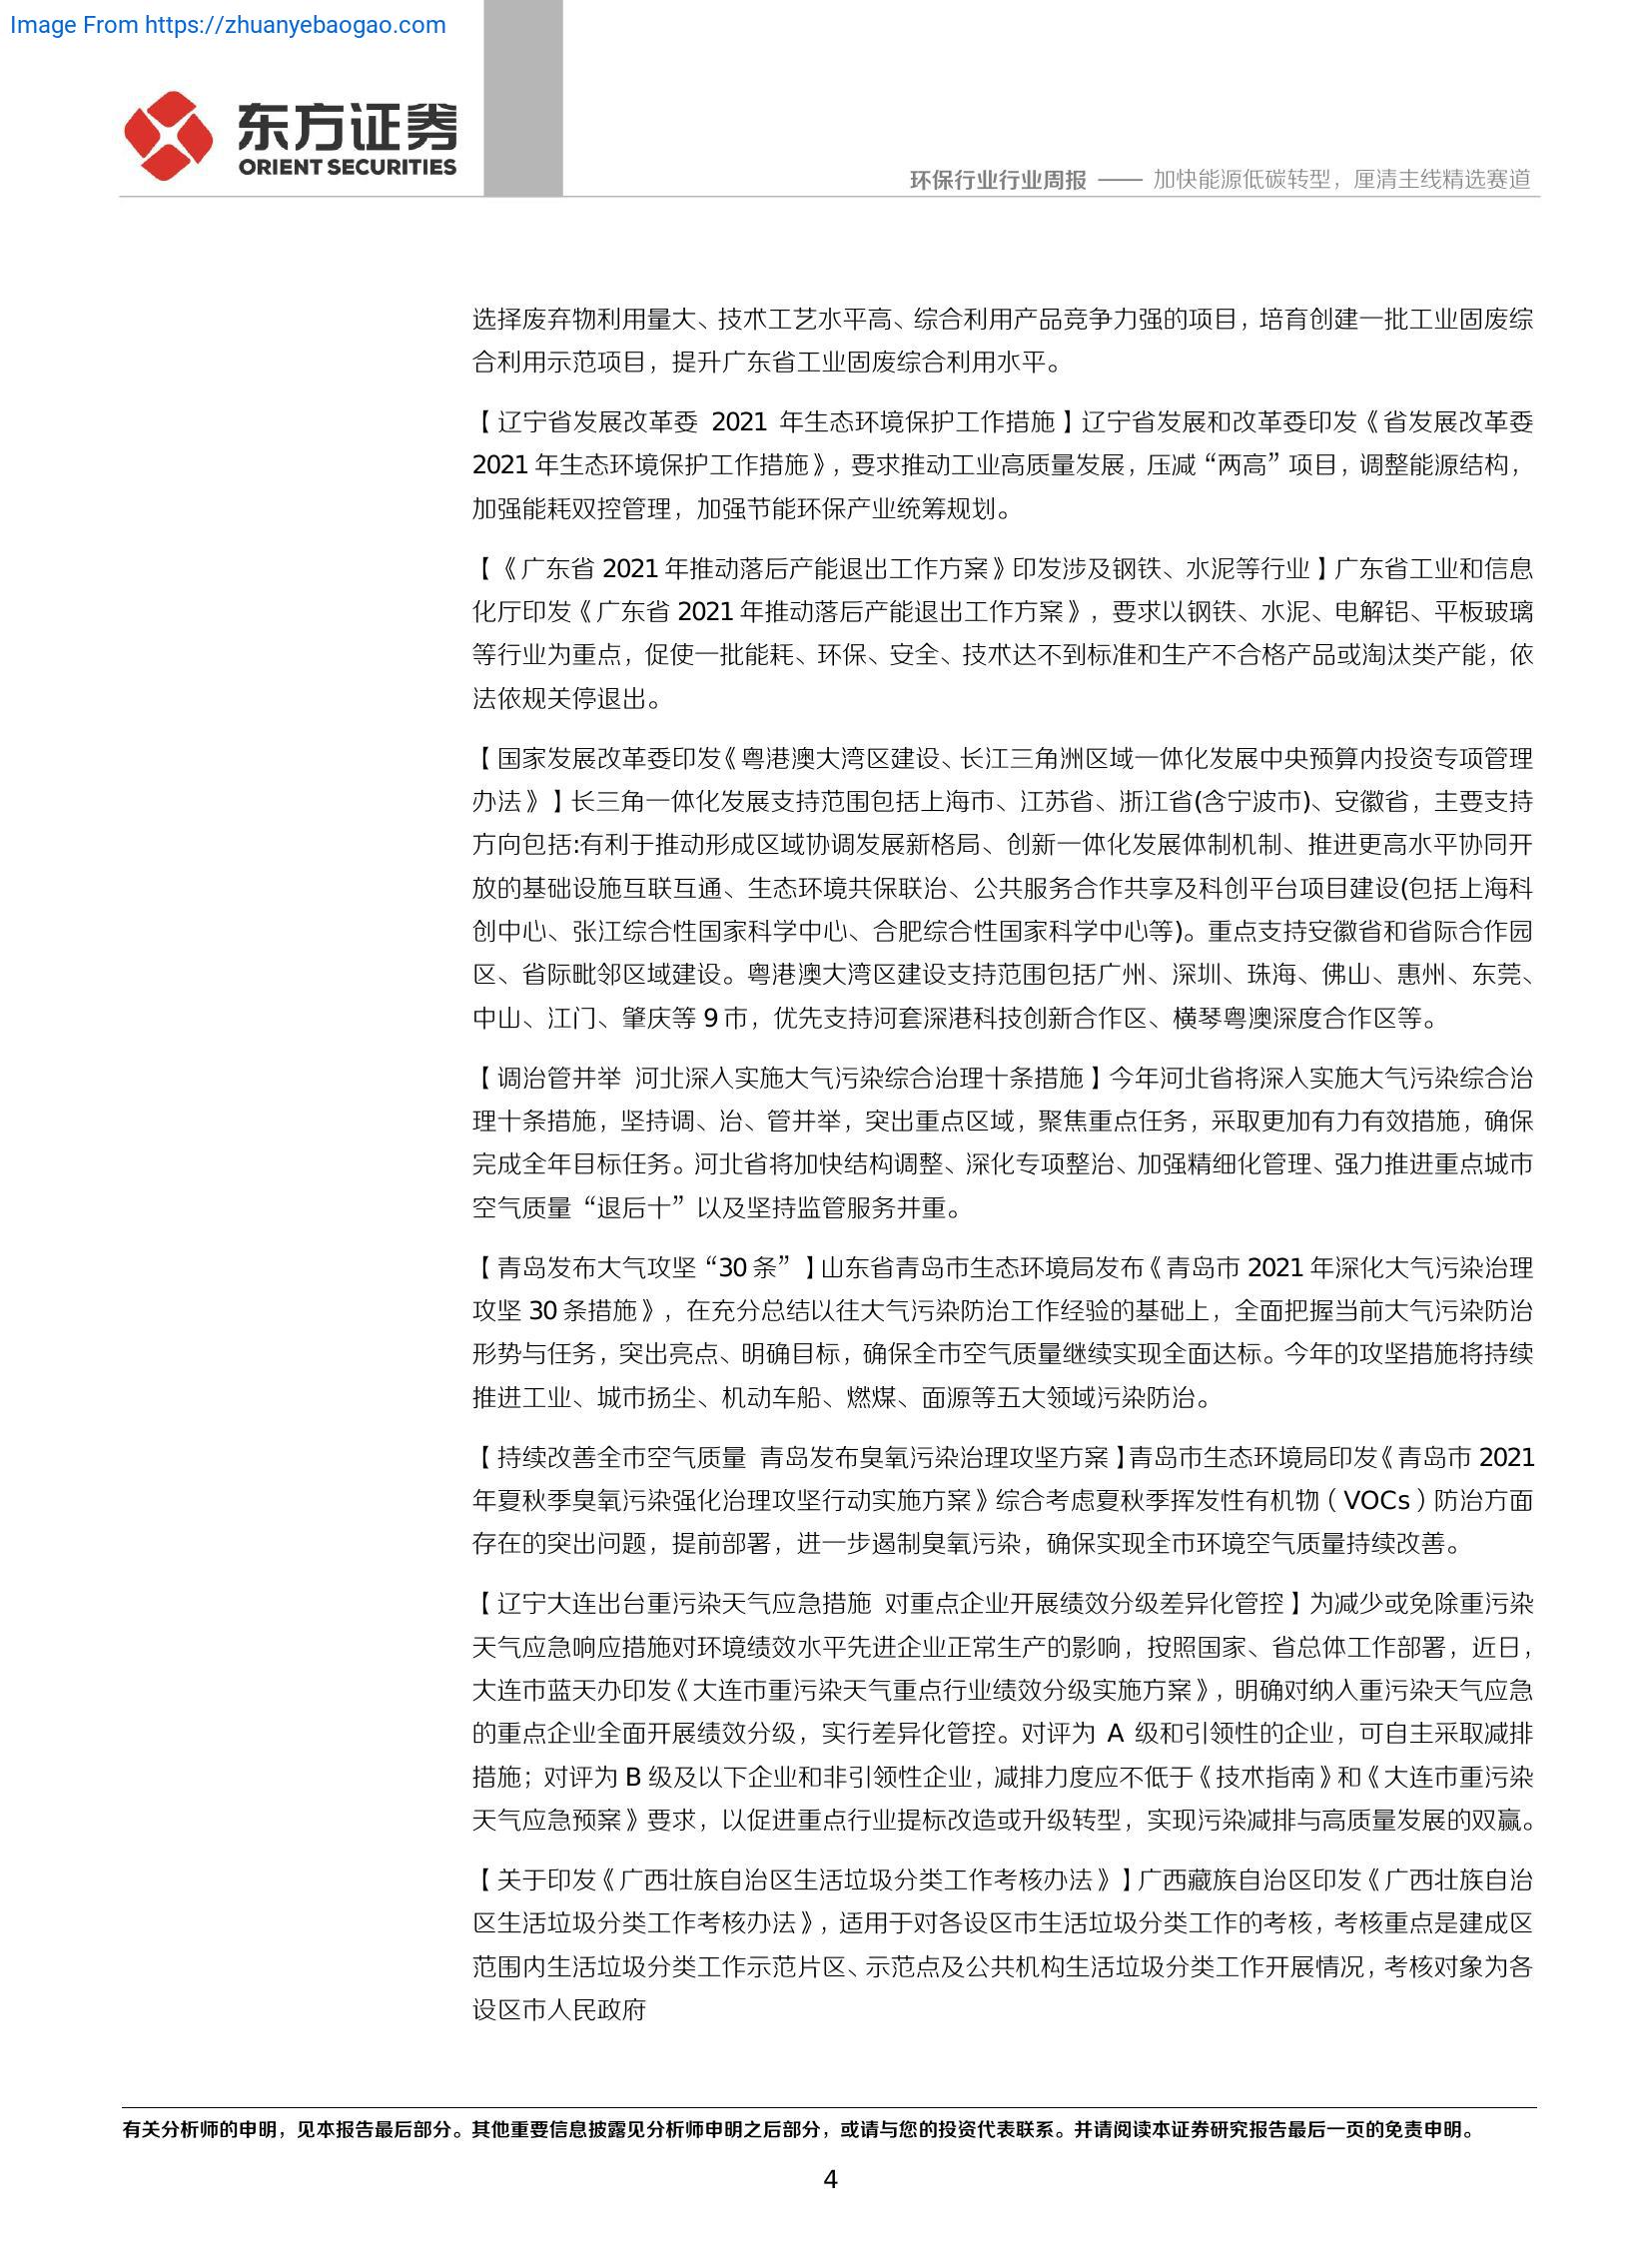 Image From https://zhuanyebaogao.com
东方证券
ORIENT SECURITIES
环保行业行业周报 —— 加快能源低碳转型，厘清主线精选赛道
选择废弃物利用量大、技术工艺水平高、综合利用产品竞争力强的项目，培育创建一批工业固废综
合利用示范项目，提升广东省工业固废综合利用水平。
【辽宁省发展改革委 2021 年生态环境保护工作措施】辽宁省发展和改革委印发《省发展改革委
2021 年生态环境保护工作措施》，要求推动工业高质量发展，压减“两高”项目，调整能源结构，
加强能耗双控管理，加强节能环保产业统筹规划。
【《广东省 2021 年推动落后产能退出工作方案》印发涉及钢铁、水泥等行业】广东省工业和信息
化厅印发《广东省 2021 年推动落后产能退出工作方案》，要求以钢铁、水泥、电解铝、平板玻璃
等行业为重点，促使一批能耗、环保、安全、技术达不到标准和生产不合格产品或淘汰类产能，依
法依规关停退出。
【国家发展改革委印发《粤港澳大湾区建设、长江三角洲区域一体化发展中央预算内投资专项管理
办法》】长三角一体化发展支持范围包括上海市、江苏省、浙江省(含宁波市)、安徽省，主要支持
方向包括:有利于推动形成区域协调发展新格局、创新一体化发展体制机制、推进更高水平协同开
放的基础设施互联互通、生态环境共保联治、公共服务合作共享及科创平台项目建设(包括上海科
创中心、张江综合性国家科学中心、合肥综合性国家科学中心等)。重点支持安徽省和省际合作园
区、省际毗邻区域建设。粤港澳大湾区建设支持范围包括广州、深圳、珠海、佛山、惠州、东莞、
中山、江门、肇庆等 9 市，优先支持河套深港科技创新合作区、横琴粤澳深度合作区等。
【调治管并举 河北深入实施大气污染综合治理十条措施】今年河北省将深入实施大气污染综合治
理十条措施，坚持调、治、管并举，突出重点区域，聚焦重点任务，采取更加有力有效措施，确保
完成全年目标任务。河北省将加快结构调整、深化专项整治、加强精细化管理、强力推进重点城市
空气质量“退后十”以及坚持监管服务并重。
【青岛发布大气攻坚“30 条”】山东省青岛市生态环境局发布《青岛市 2021 年深化大气污染治理
攻坚 30 条措施》，在充分总结以往大气污染防治工作经验的基础上，全面把握当前大气污染防治
形势与任务，突出亮点、明确目标，确保全市空气质量继续实现全面达标。今年的攻坚措施将持续
推进工业、城市扬尘、机动车船、燃煤、面源等五大领域污染防治。
【持续改善全市空气质量 青岛发布臭氧污染治理攻坚方案】青岛市生态环境局印发《青岛市 2021
年夏秋季臭氧污染强化治理攻坚行动实施方案》综合考虑夏秋季挥发性有机物（VOCs）防治方面
存在的突出问题，提前部署，进一步遏制臭氧污染，确保实现全市环境空气质量持续改善。
【辽宁大连出台重污染天气应急措施 对重点企业开展绩效分级差异化管控】为减少或免除重污染
天气应急响应措施对环境绩效水平先进企业正常生产的影响，按照国家、省总体工作部署，近日，
大连市蓝天办印发《大连市重污染天气重点行业绩效分级实施方案》，明确对纳入重污染天气应急
的重点企业全面开展绩效分级，实行差异化管控。对评为 A 级和引领性的企业，可自主采取减排
措施；对评为 B 级及以下企业和非引领性企业，减排力度应不低于《技术指南》和《大连市重污染
天气应急预案》要求，以促进重点行业提标改造或升级转型，实现污染减排与高质量发展的双赢。
【关于印发《广西壮族自治区生活垃圾分类工作考核办法》】广西藏族自治区印发《广西壮族自治
区生活垃圾分类工作考核办法》，适用于对各设区市生活垃圾分类工作的考核，考核重点是建成区
范围内生活垃圾分类工作示范片区、示范点及公共机构生活垃圾分类工作开展情况，考核对象为各
设区市人民政府
有关分析师的申明，见本报告最后部分。其他重要信息披露见分析师申明之后部分，或请与您的投资代表联系。并请阅读本证券研究报告最后一页的免责申明。
4